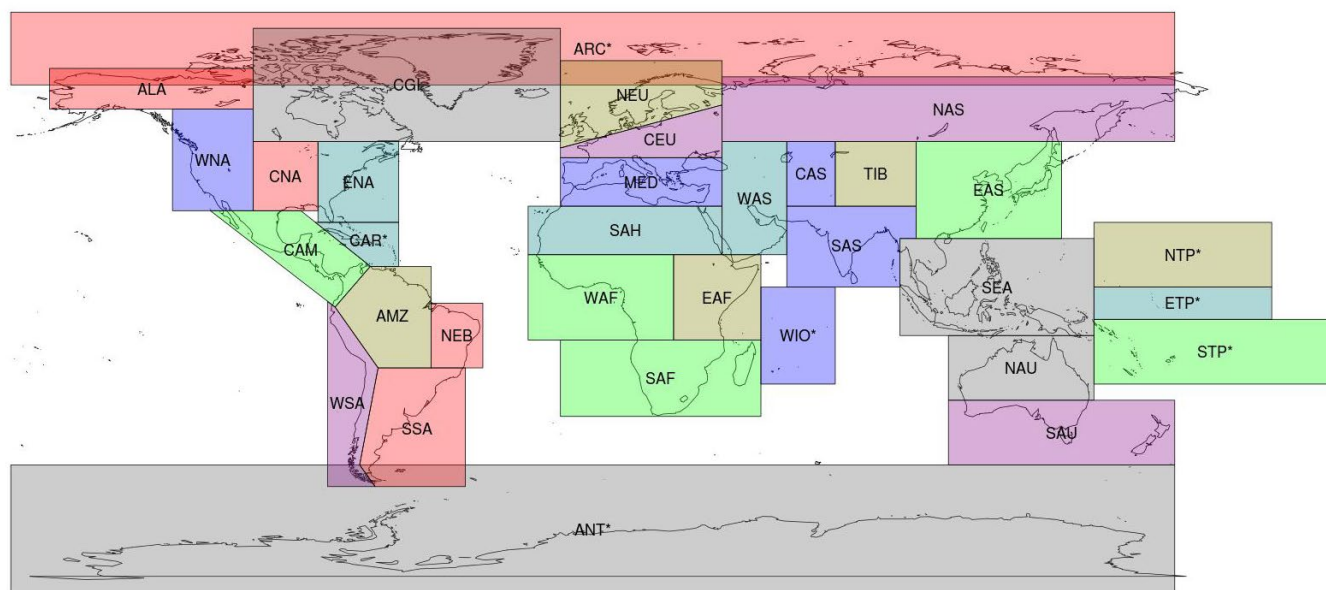 ARC*
ALA
CGI
NEU
NAS
CEU
WNA
CNA
ENA
MED
WAS
CAS
TIB
EAS
CAR*
CAM
SAH
SAS
NTP*
SEA
WAF
EAF
ETP*
AMZ
NEB
WIO*
STP*
NAU
SAF
WSA
SSA
SAU
ANT*